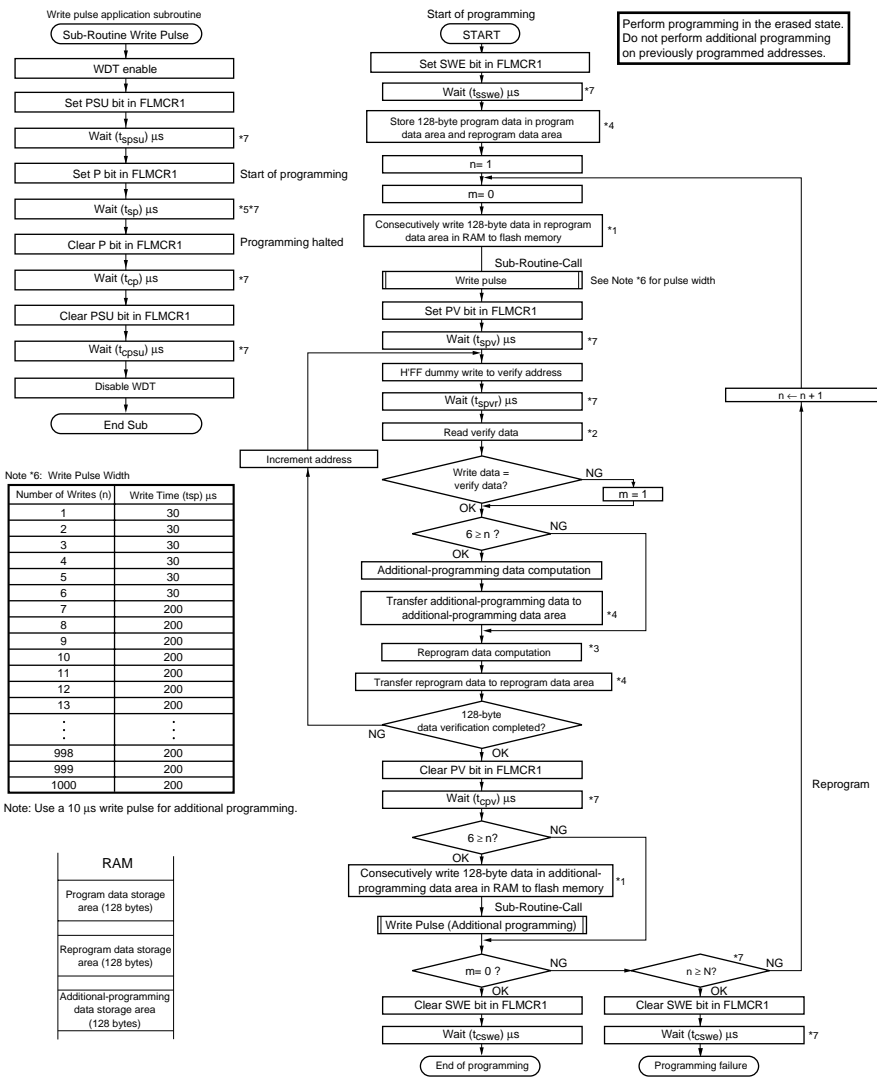 Write pulse application subroutine
Sub-Routine Write Pulse
WDT enable
Set PSU bit in FLMCR1
Wait (tspsu) μs
*7
Set P bit in FLMCR1
Start of programming
Wait (tsp) μs
*5*7
Clear P bit in FLMCR1
Programming halted
Wait (tcp) μs
*7
Clear PSU bit in FLMCR1
Wait (tcpsu) μs
*7
Disable WDT
End Sub
Note *6: Write Pulse Width
Number of Writes (n) Write Time (tsp) μs
1 30
2 30
3 30
4 30
5 30
6 30
7 200
8 200
9 200
10 200
11 200
12 200
13 200
998 200
999 200
1000 200
Note: Use a 10 μs write pulse for additional programming.
RAM
Program data storage
area (128 bytes)
Reprogram data storage
area (128 bytes)
Additional-programming
data storage area
(128 bytes)
Start of programming
START
Set SWE bit in FLMCR1
Wait (tsswe) μs
*7
Store 128-byte program data in program
data area and reprogram data area
*4
n= 1
m= 0
Consecutively write 128-byte data in reprogram
data area in RAM to flash memory
*1
Sub-Routine-Call
Write pulse
See Note *6 for pulse width
Set PV bit in FLMCR1
Wait (tspv) μs
*7
H'FF dummy write to verify address
Wait (tspvr) μs
*7
Read verify data
*2
Increment address
Write data =
verify data?
NG
m = 1
OK
6 ≥ n ?
NG
OK
Additional-programming data computation
Transfer additional-programming data to
additional-programming data area
*4
Reprogram data computation
*3
Transfer reprogram data to reprogram data area
*4
128-byte
data verification completed?
NG
OK
Clear PV bit in FLMCR1
Wait (tcpv) μs
*7
6 ≥ n?
NG
OK
Consecutively write 128-byte data in additional-
programming data area in RAM to flash memory
*1
Sub-Routine-Call
Write Pulse (Additional programming)
m= 0 ?
NG
OK
Clear SWE bit in FLMCR1
Wait (tcswe) μs
End of programming
*7
n ≥ N?
NG
OK
Clear SWE bit in FLMCR1
Wait (tcswe) μs
*7
Programming failure
n ← n + 1
Reprogram
Perform programming in the erased state.
Do not perform additional programming
on previously programmed addresses.